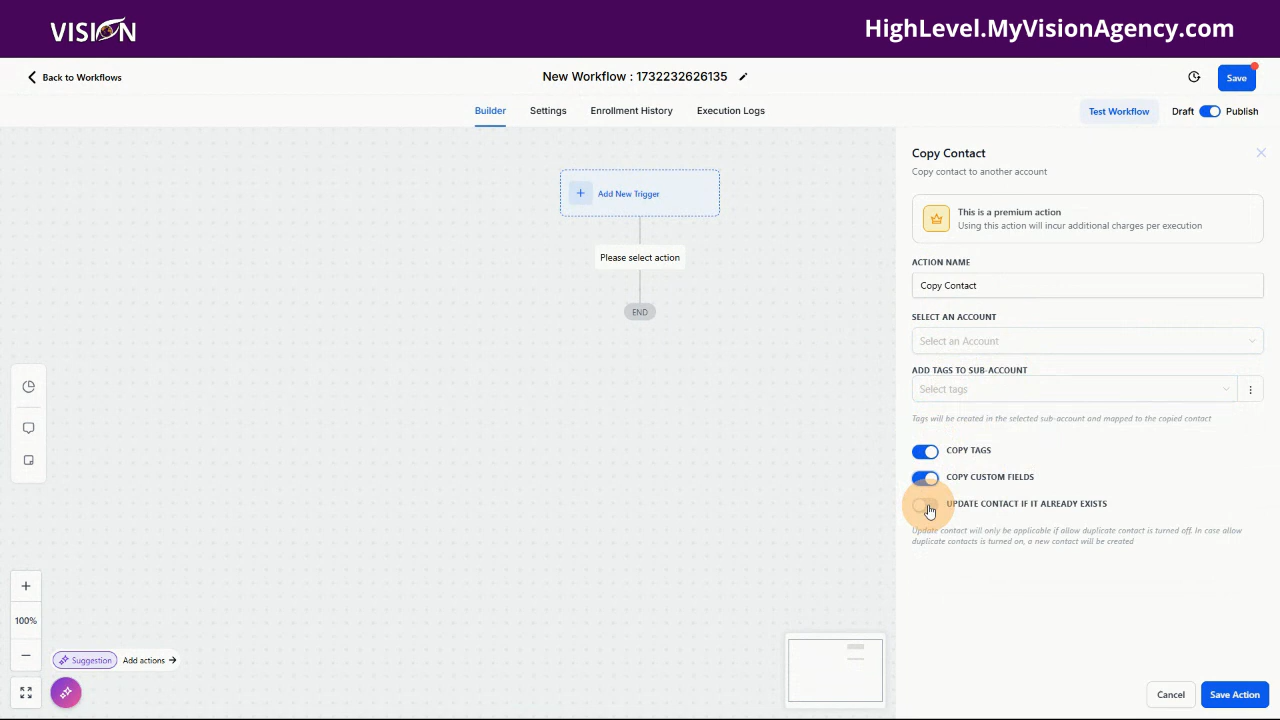 VISION
HighLevel.MyVisionAgency.com
Back to Workflows
New Workflow : 1732232626135
Save
Builder
Settings
Enrollment History
Execution Logs
Test Workflow
Draft
Publish
Add New Trigger
Please select action
END
100%
Suggestion
Add actions
Copy Contact
Copy contact to another account
This is a premium action
Using this action will incur additional charges per execution
ACTION NAME
Copy Contact
SELECT AN ACCOUNT
Select an Account
ADD TAGS TO SUB-ACCOUNT
Select tags
Tags will be created in the selected sub-account and mapped to the copied contact
COPY TAGS
COPY CUSTOM FIELDS
UPDATE CONTACT IF IT ALREADY EXISTS
Update contact will only be applicable if allow duplicate contact is turned off. In case allow
duplicate contacts is turned on, a new contact will be created
Cancel
Save Action